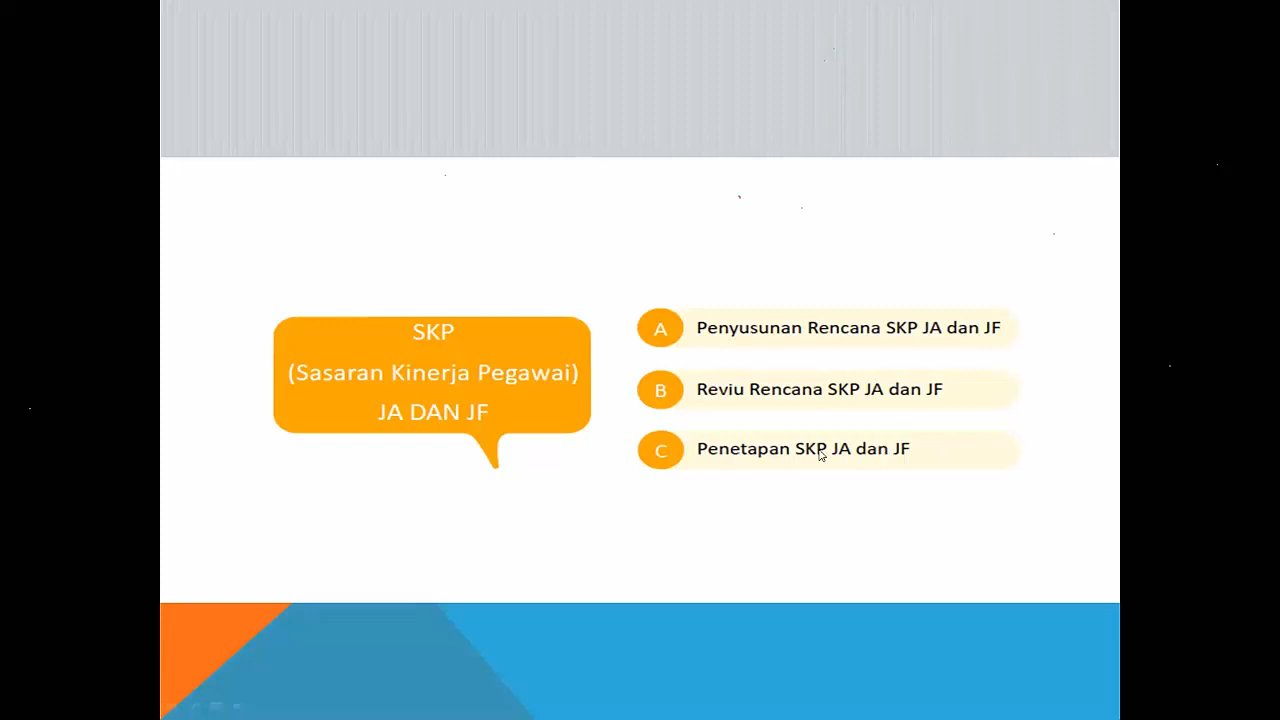 SKP
(Sasaran Kinerja Pegawai)
JA DAN JF
A Penyusunan Rencana SKP JA dan JF
B Reviu Rencana SKP JA dan JF
C Penetapan SKP JA dan JF